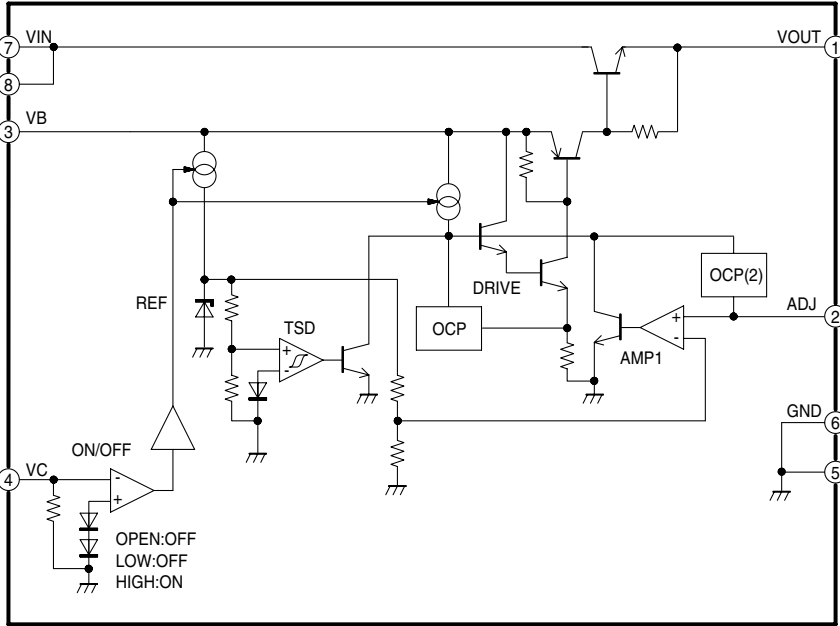 7 VIN
VOUT 1
8
3 VB
REF
TSD
DRIVE
OCP
OCP(2)
ADJ 2
+
-
+
-
AMP1
GND 6
5
ON/OFF
4 VC
-
+
OPEN:OFF
LOW:OFF
HIGH:ON